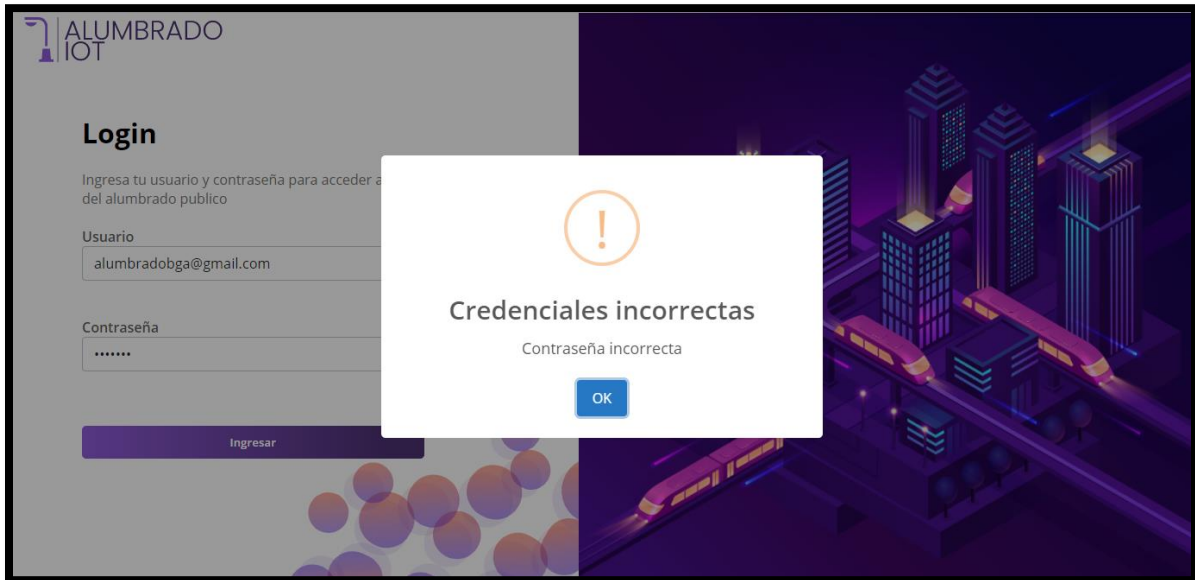 ALUMBRADO
IOT
Login
Ingresa tu usuario y contraseña para acceder a
del alumbrado publico
Usuario
alumbradobga@gmail.com
Contraseña
•••••••
Ingresar
!
Credenciales incorrectas
Contraseña incorrecta
OK